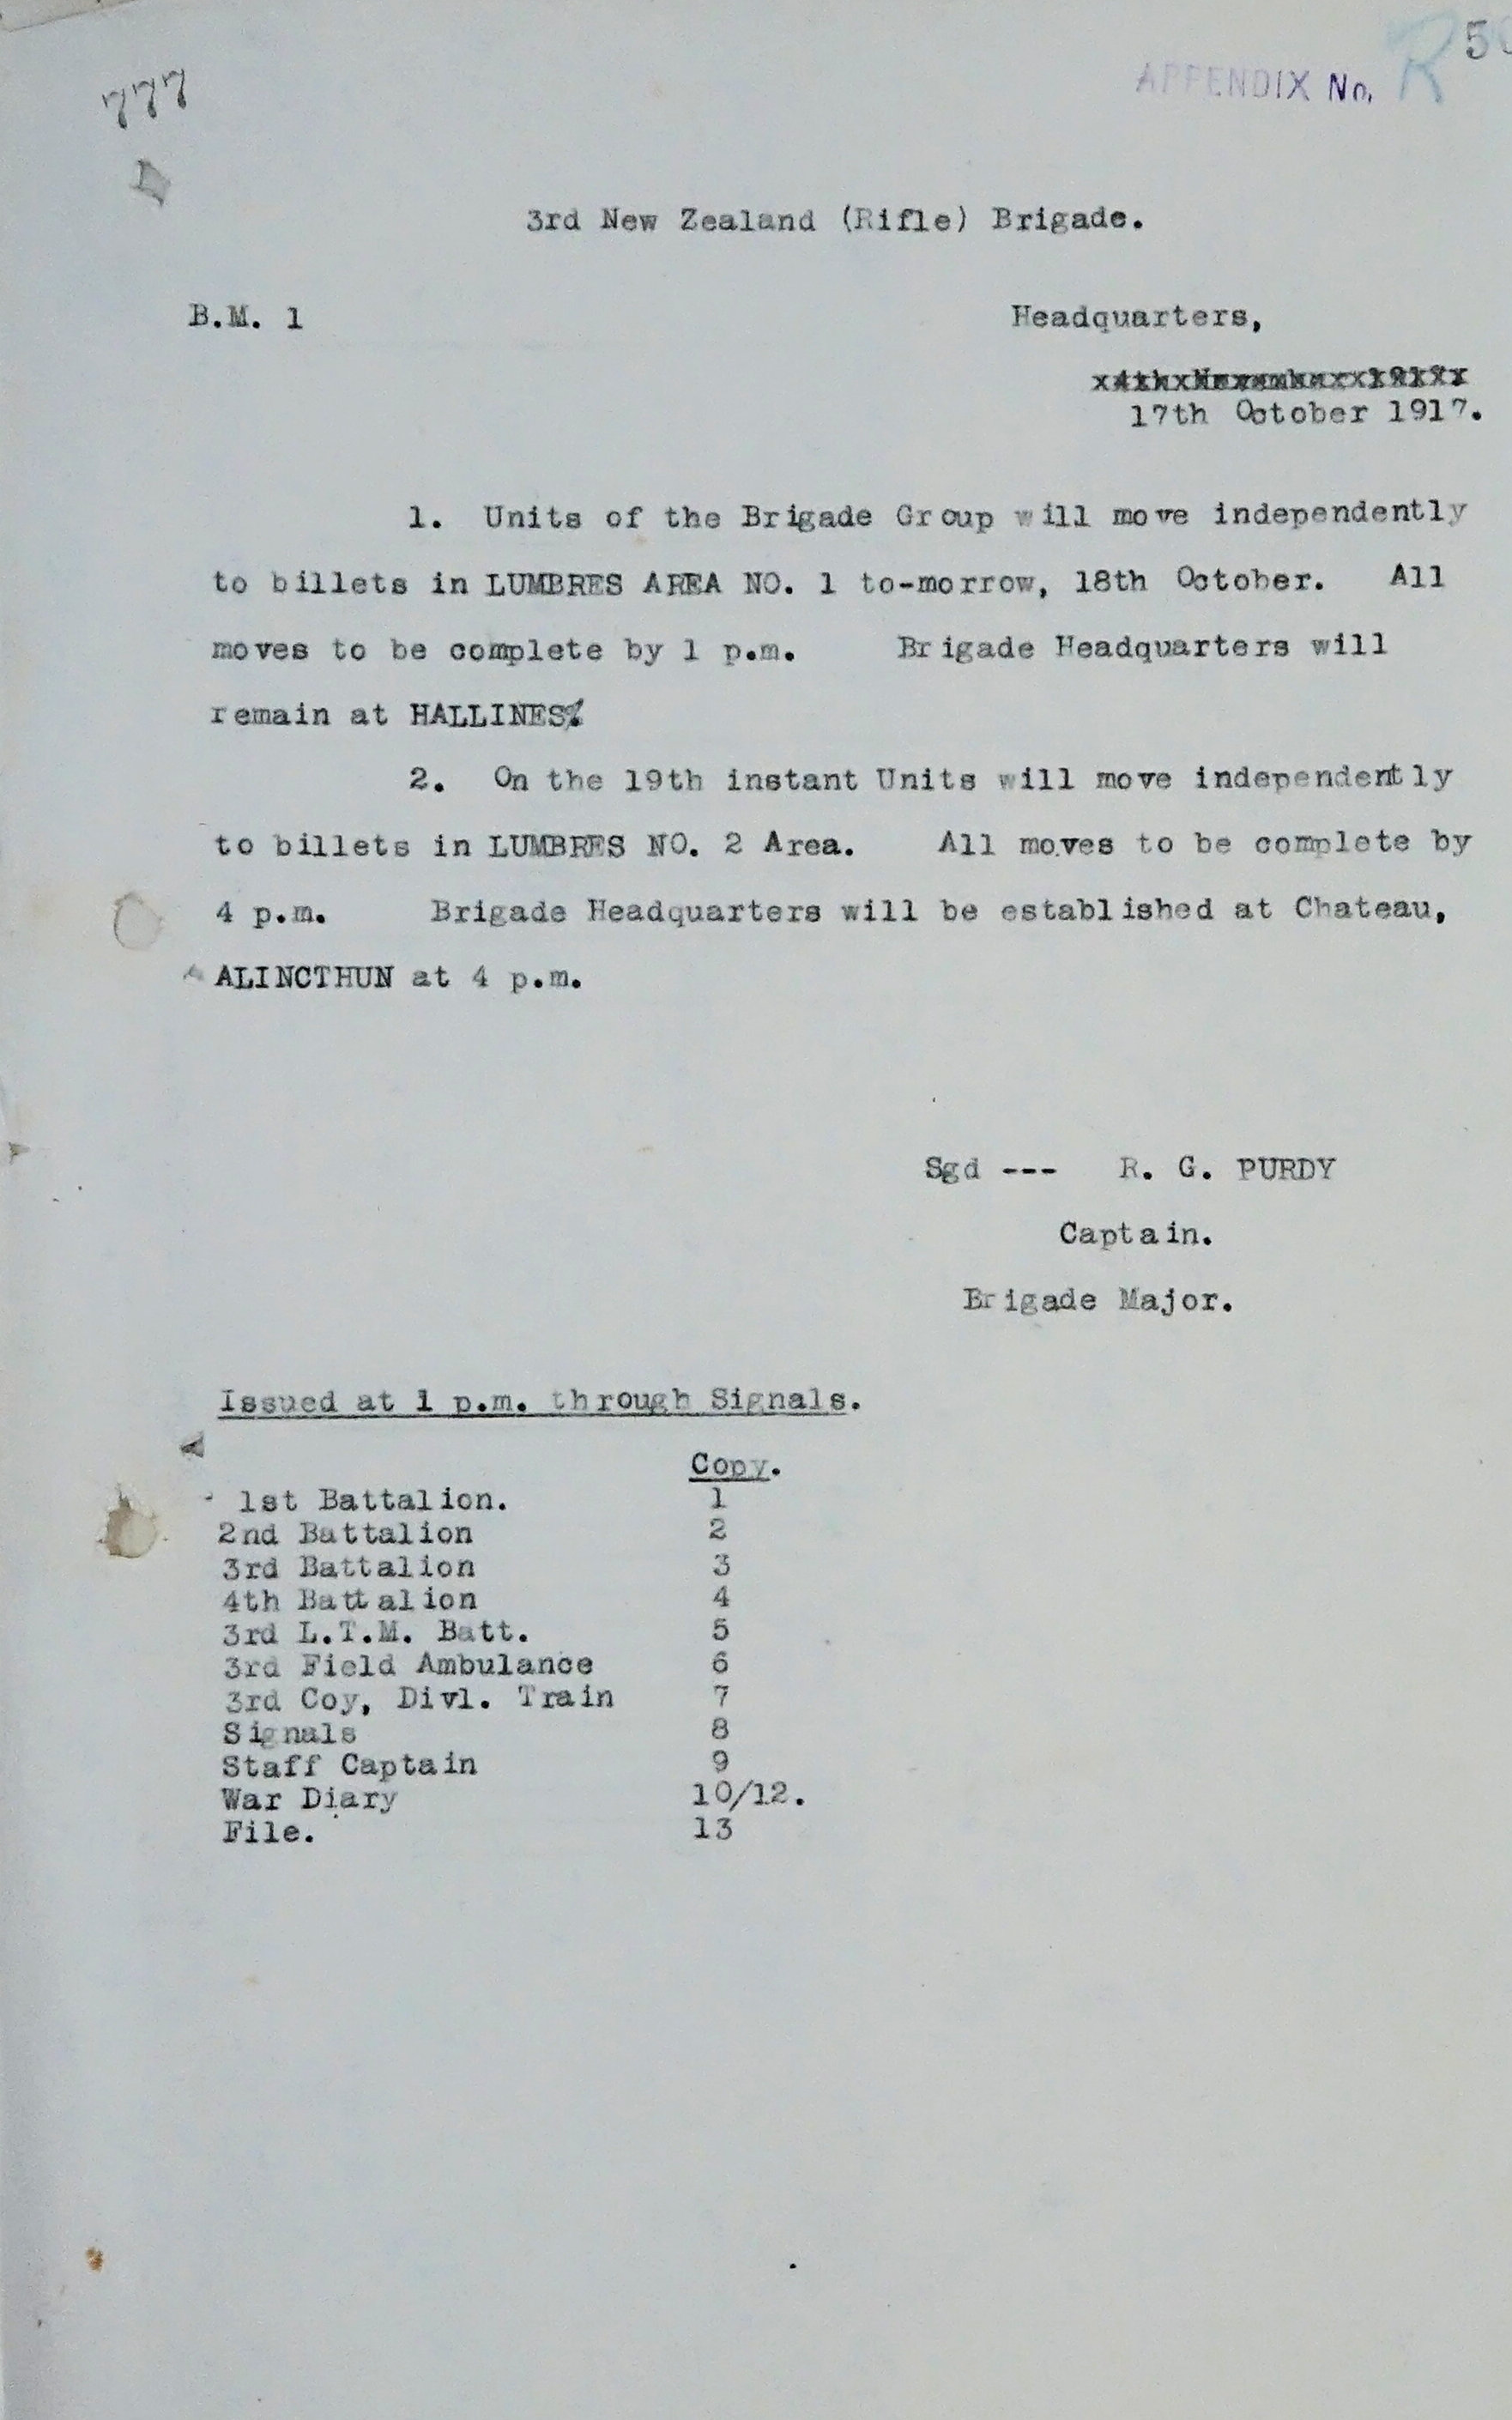 777
APPENDIX No. R
3rd New Zealand (Rifle) Brigade.
B.M. 1
Headquarters,
17th October 1917.
1. Units of the Brigade Group will move independently
to billets in LUMBRES AREA NO. 1 to-morrow, 18th October. All
moves to be complete by 1 p.m. Brigade Headquarters will
remain at HALLINES.
2. On the 19th instant Units will move independently
to billets in LUMBRES NO. 2 Area. All moves to be complete by
4 p.m. Brigade Headquarters will be established at Chateau,
ALINCTHUN at 4 p.m.
Sgd --- R. G. PURDY
Captain.
Brigade Major.
Issued at 1 p.m. through Signals.
Copy.
1st Battalion. 1
2nd Battalion 2
3rd Battalion 3
4th Battalion 4
3rd L.T.M. Batt. 5
3rd Field Ambulance 6
3rd Coy, Divl. Train 7
Signals 8
Staff Captain 9
War Diary 10/12.
File. 13